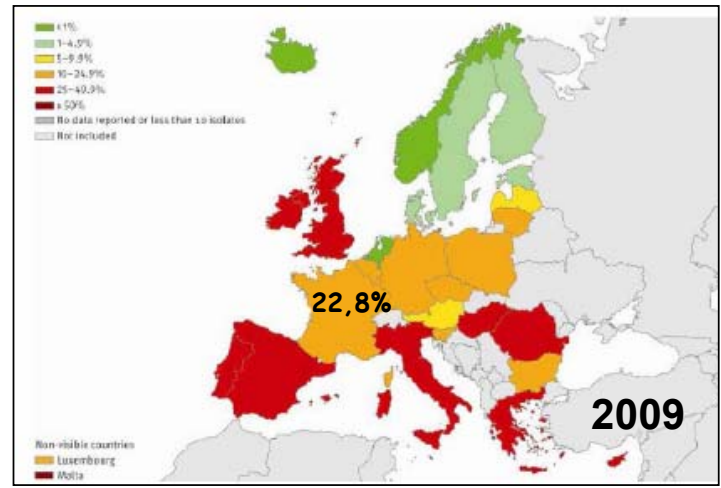 <1%
1–4.9%
5–9.9%
10–24.9%
25–49.9%
≥ 50%
No data reported or less than 10 isolates
Not included
22,8%
2009
Non-visible countries
Luxembourg
Malta